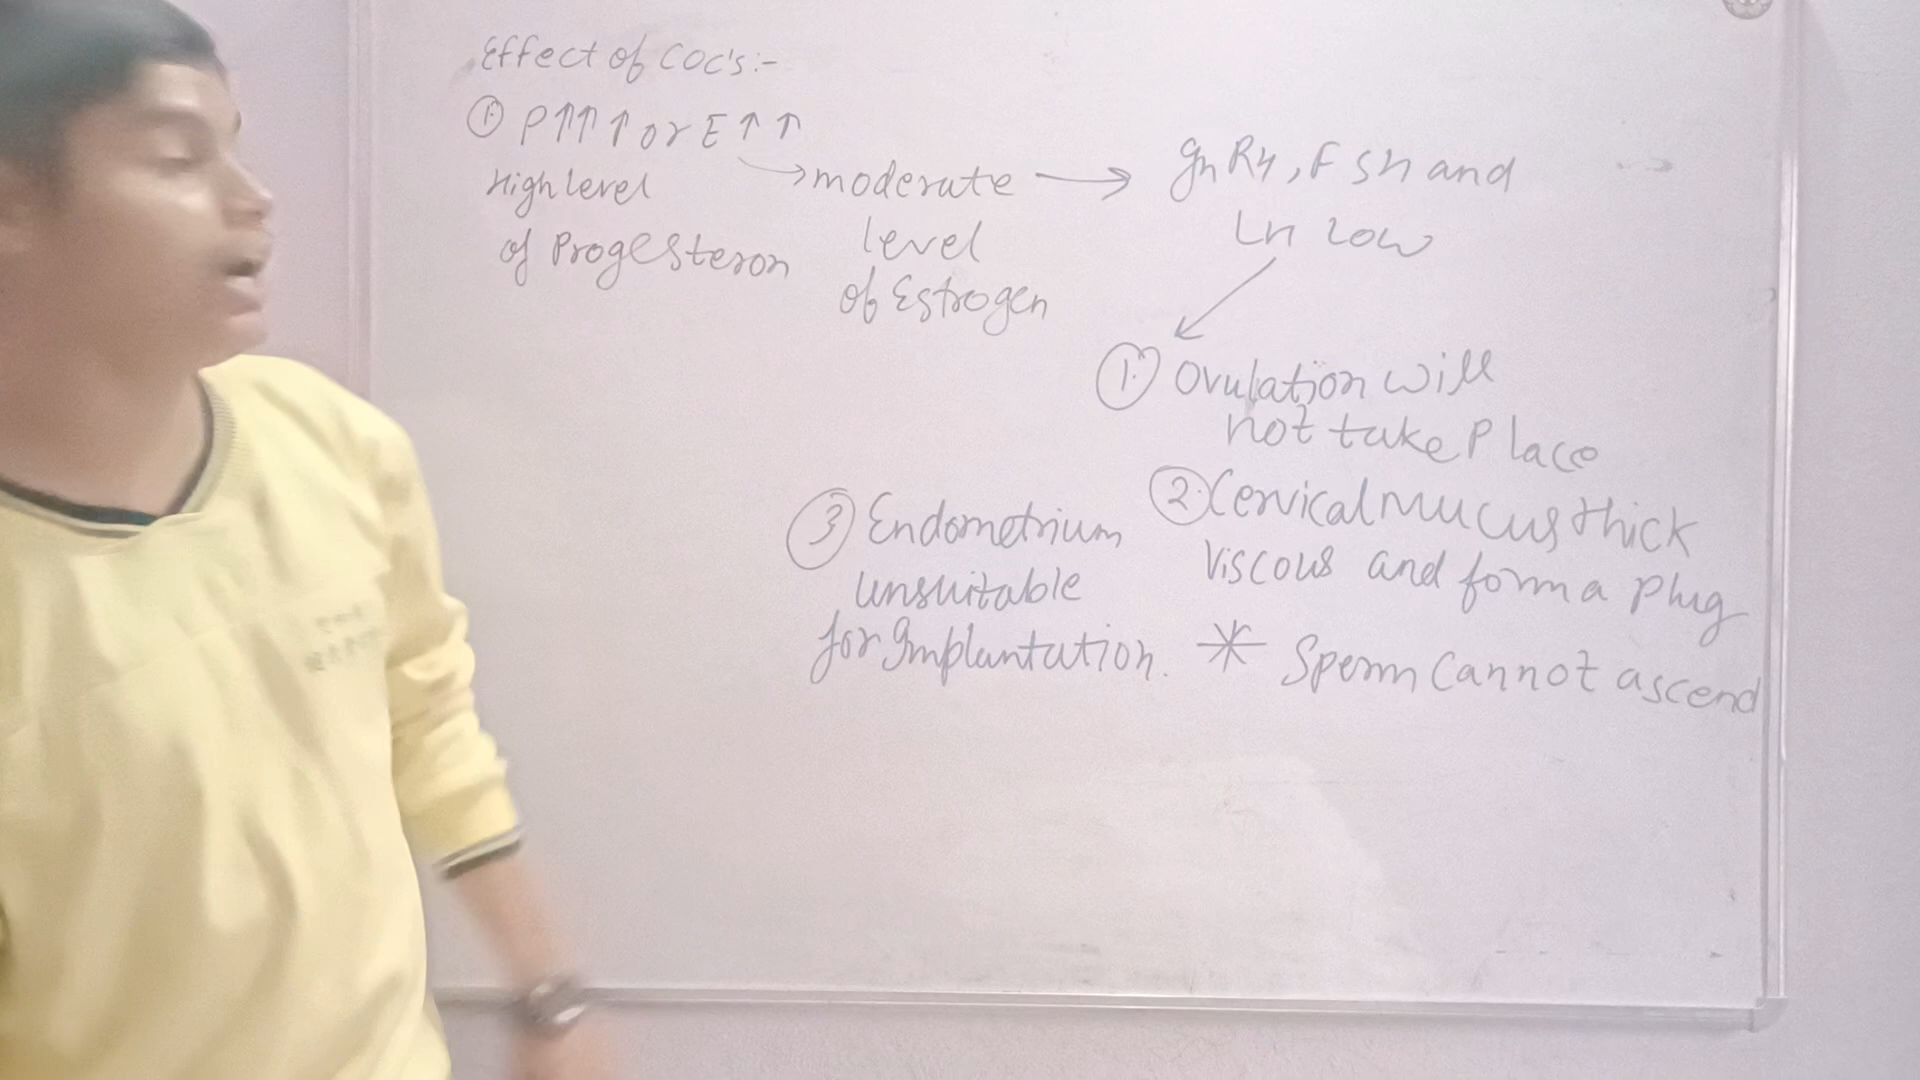 Effect of COC's:-
① P↑↑↑ or E↑↑
High level
of Progesteron
→ moderate
level
of Estrogen
→ GnRH, FSH and
LH Low
① Ovulation will
not take Place
② Cervical Mucus thick
Viscous and form a Plug
* Sperm Cannot ascend
③ Endometrium
unsuitable
for Implantation.